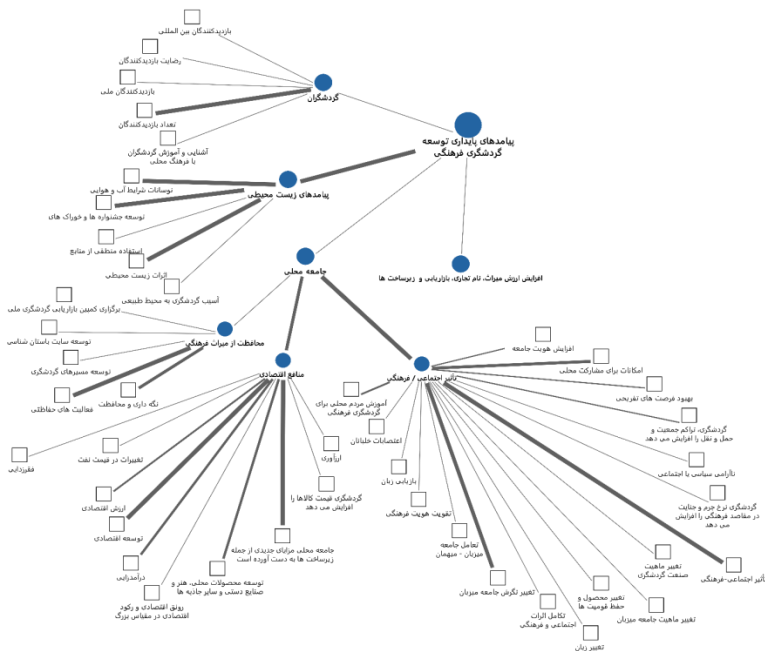 بازدیدکنندگان بین المللی
رضایت بازدیدکنندگان
بازدیدکنندگان ملی
تعداد بازدیدکنندگان
آشنایی و آموزش گردشگران
با فرهنگ محلی
گردشگران
پیامدهای پایداری توسعه
گردشگری فرهنگی
نوسانات شرایط آب و هوایی
توسعه جشنواره ها و خوراک های
استفاده منطقی از منابع
اثرات زیست محیطی
آسیب گردشگری به محیط طبیعی
پیامدهای زیست محیطی
افزایش ارزش میراث، نام تجاری، بازاریابی و زیرساخت ها
جامعه محلی
برگزاری کمپین بازاریابی گردشگری ملی
توسعه سایت باستان شناسی
توسعه مسیرهای گردشگری
فعالیت های حفاظتی
نگه داری و محافظت
محافظت از میراث فرهنگی
منافع اقتصادی
تأثیر اجتماعی / فرهنگی
افزایش هویت جامعه
امکانات برای مشارکت محلی
بهبود فرصت های تفریحی
گردشگری، تراکم جمعیت و
حمل و نقل را افزایش می دهد
ناآرامی سیاسی یا اجتماعی
گردشگری نرخ جرم و جنایت
در مقاصد فرهنگی را افزایش
می دهد
تأثیر اجتماعی-فرهنگی
تغییر ماهیت
صنعت گردشگری
تغییر ماهیت جامعه میزبان
تغییر محصول و
حفظ قومیت ها
تغییر زبان
تکامل اثرات
اجتماعی و فرهنگی
تغییر نگرش جامعه میزبان
تعامل جامعه
میزبان - میهمان
تقویت هویت فرهنگی
بازیابی زبان
اعتصابات خلبانان
آموزش مردم محلی برای
گردشگری فرهنگی
ارزآوری
گردشگری قیمت کالاها را
افزایش می دهد
جامعه محلی مزایای جدیدی از جمله
زیرساخت ها به دست آورده است
توسعه محصولات محلی، هنر و
صنایع دستی و سایر جاذبه ها
رونق اقتصادی و رکود
اقتصادی در مقیاس بزرگ
درآمدزایی
توسعه اقتصادی
ارزش اقتصادی
تغییرات در قیمت نفت
فقرزدایی